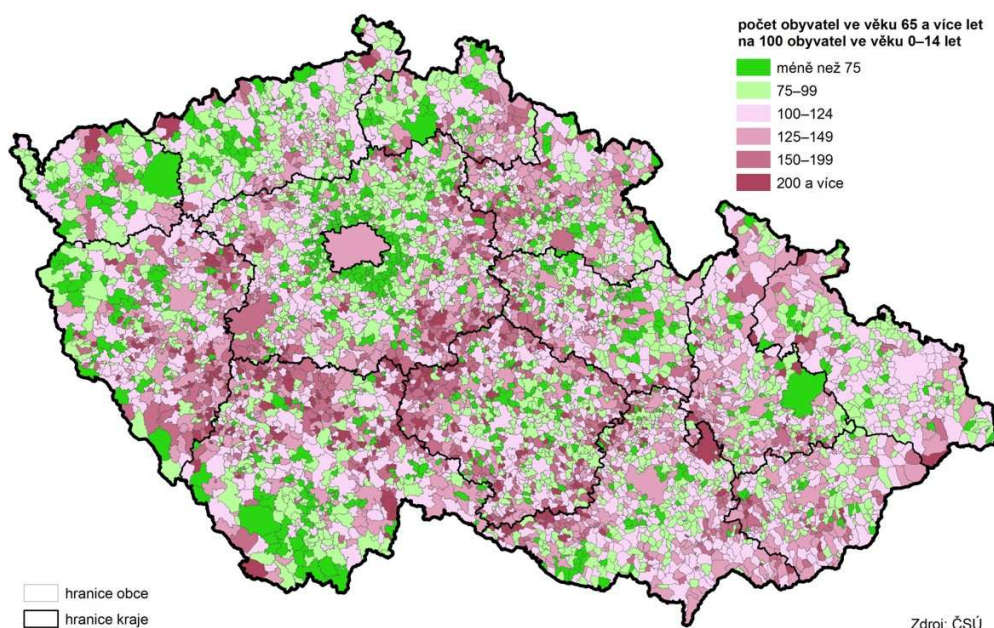 počet obyvatel ve věku 65 a více let
na 100 obyvatel ve věku 0–14 let
méně než 75
75–99
100–124
125–149
150–199
200 a více
hranice obce
hranice kraje
Zdroj: ČSÚ